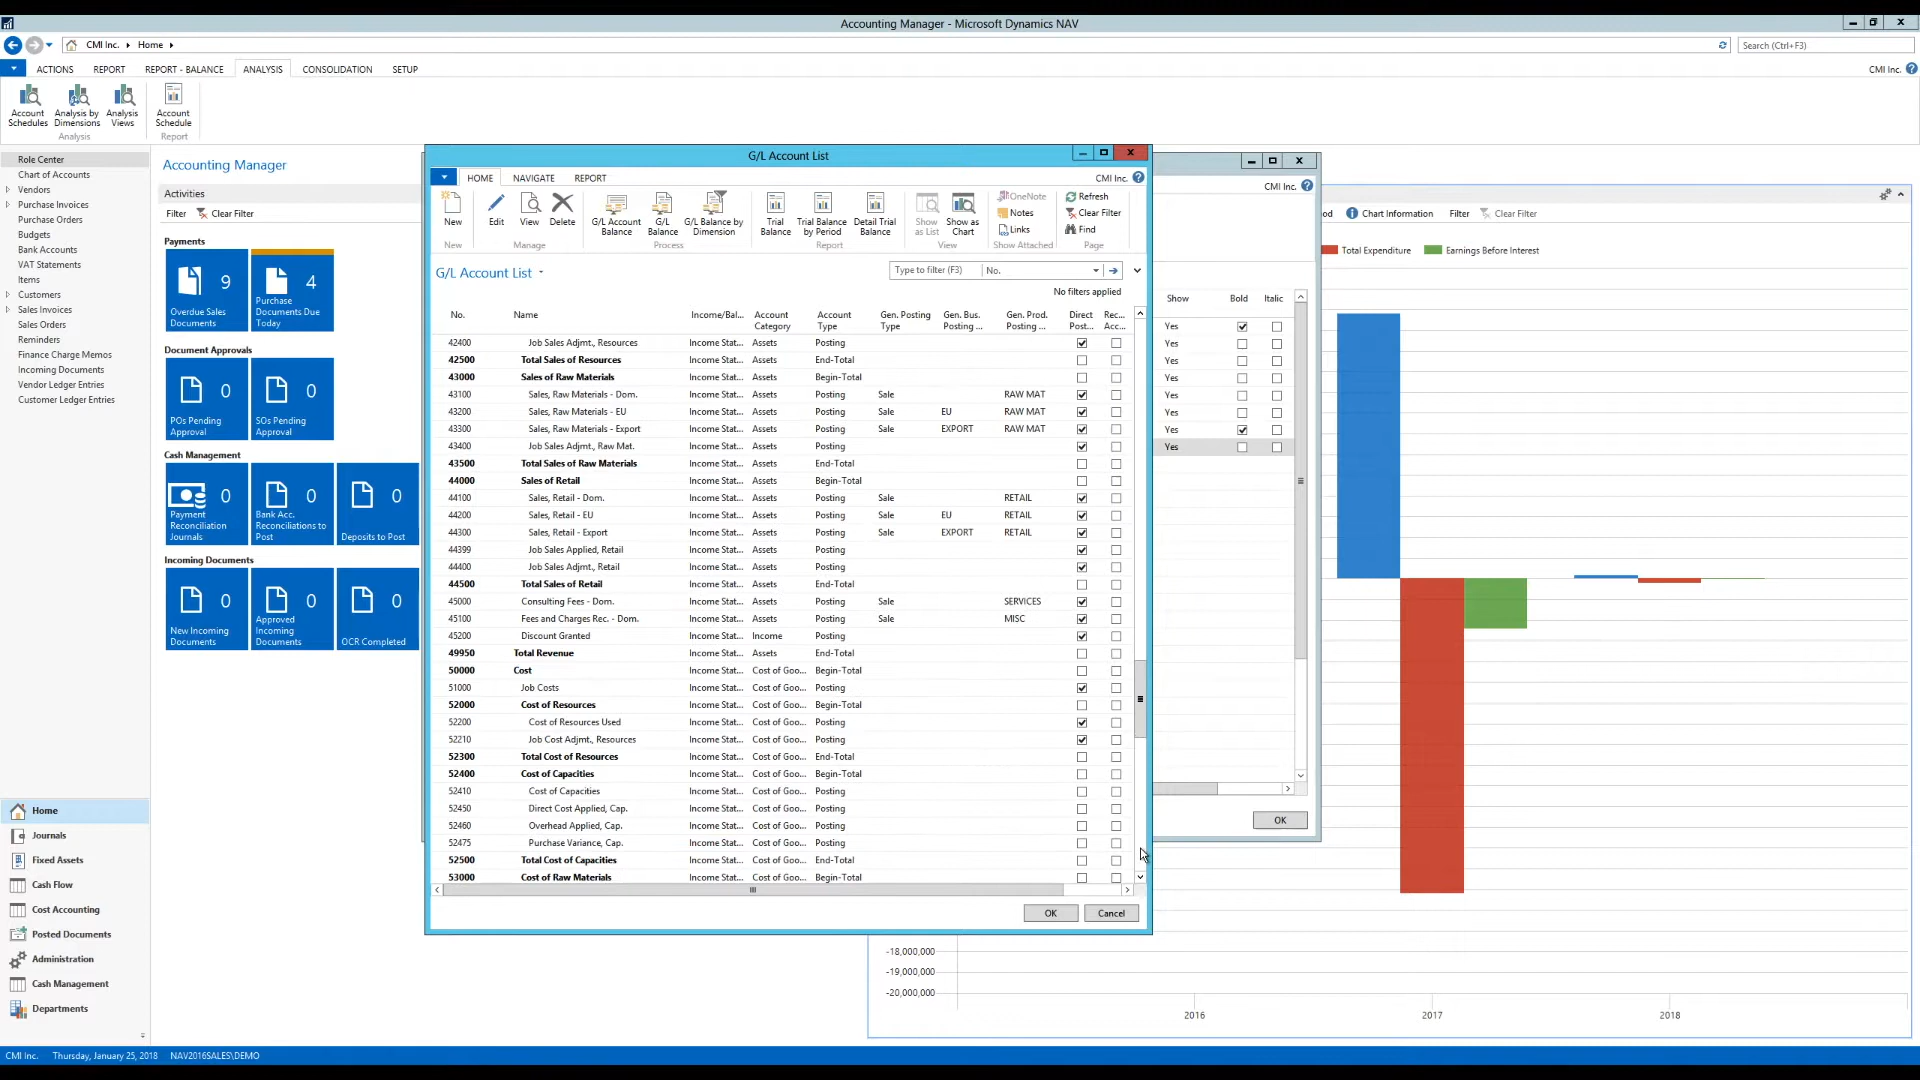 Accounting Manager - Microsoft Dynamics NAV
CMI Inc. Home
Search (Ctrl+F3)
ACTIONS REPORT REPORT - BALANCE ANALYSIS CONSOLIDATION SETUP
CMI Inc.
Account Schedules
Analysis by Dimensions
Analysis Views
Account Schedule
Analysis
Report
Role Center
Chart of Accounts
Vendors
Purchase Invoices
Purchase Orders
Budgets
Bank Accounts
VAT Statements
Items
Customers
Sales Invoices
Sales Orders
Reminders
Finance Charge Memos
Incoming Documents
Vendor Ledger Entries
Customer Ledger Entries
Home
Journals
Fixed Assets
Cash Flow
Cost Accounting
Posted Documents
Administration
Cash Management
Departments
Accounting Manager
Activities
Filter Clear Filter
Payments
9 Overdue Sales Documents
4 Purchase Documents Due Today
Document Approvals
0 POs Pending Approval
0 SOs Pending Approval
Cash Management
0 Payment Reconciliation Journals
0 Bank Acc. Reconciliations to Post
0 Deposits to Post
Incoming Documents
0 New Incoming Documents
0 Approved Incoming Documents
0 OCR Completed
G/L Account List
HOME NAVIGATE REPORT
CMI Inc.
New Edit View Delete
G/L Account Balance
G/L Balance
G/L Balance by Dimension
Trial Balance
Trial Balance by Period
Detail Trial Balance
Show as List
Show as Chart
OneNote
Notes
Links
Refresh
Clear Filter
Find
New Manage Process Report View Show Attached Page
G/L Account List
Type to filter (F3) No.
No filters applied
No. Name Income/Bal... Account Category Account Type Gen. Posting Type Gen. Bus. Posting ... Gen. Prod. Posting ... Direct Post... Rec... Acc...
42400 Job Sales Adjmt., Resources Income Stat... Assets Posting
42500 Total Sales of Resources Income Stat... Assets End-Total
43000 Sales of Raw Materials Income Stat... Assets Begin-Total
43100 Sales, Raw Materials - Dom. Income Stat... Assets Posting Sale RAW MAT
43200 Sales, Raw Materials - EU Income Stat... Assets Posting Sale EU RAW MAT
43300 Sales, Raw Materials - Export Income Stat... Assets Posting Sale EXPORT RAW MAT
43400 Job Sales Adjmt., Raw Mat. Income Stat... Assets Posting
43500 Total Sales of Raw Materials Income Stat... Assets End-Total
44000 Sales of Retail Income Stat... Assets Begin-Total
44100 Sales, Retail - Dom. Income Stat... Assets Posting Sale RETAIL
44200 Sales, Retail - EU Income Stat... Assets Posting Sale EU RETAIL
44300 Sales, Retail - Export Income Stat... Assets Posting Sale EXPORT RETAIL
44399 Job Sales Applied, Retail Income Stat... Assets Posting
44400 Job Sales Adjmt., Retail Income Stat... Assets Posting
44500 Total Sales of Retail Income Stat... Assets End-Total
45000 Consulting Fees - Dom. Income Stat... Assets Posting Sale SERVICES
45100 Fees and Charges Rec. - Dom. Income Stat... Assets Posting Sale MISC
45200 Discount Granted Income Stat... Income Posting
49950 Total Revenue Income Stat... Assets End-Total
50000 Cost Income Stat... Cost of Goo... Begin-Total
51000 Job Costs Income Stat... Cost of Goo... Posting
52000 Cost of Resources Income Stat... Cost of Goo... Begin-Total
52200 Cost of Resources Used Income Stat... Cost of Goo... Posting
52210 Job Cost Adjmt., Resources Income Stat... Cost of Goo... Posting
52300 Total Cost of Resources Income Stat... Cost of Goo... End-Total
52400 Cost of Capacities Income Stat... Cost of Goo... Begin-Total
52410 Cost of Capacities Income Stat... Cost of Goo... Posting
52450 Direct Cost Applied, Cap. Income Stat... Cost of Goo... Posting
52460 Overhead Applied, Cap. Income Stat... Cost of Goo... Posting
52475 Purchase Variance, Cap. Income Stat... Cost of Goo... Posting
52500 Total Cost of Capacities Income Stat... Cost of Goo... End-Total
53000 Cost of Raw Materials Income Stat... Cost of Goo... Begin-Total
OK Cancel
CMI Inc.
Show Bold Italic
Yes
Yes
Yes
Yes
Yes
Yes
Yes
Yes
OK
od Chart Information Filter Clear Filter
Total Expenditure Earnings Before Interest
-18,000,000
-19,000,000
-20,000,000
2016 2017 2018
CMI Inc. Thursday, January 25, 2018 NAV2016SALES\DEMO